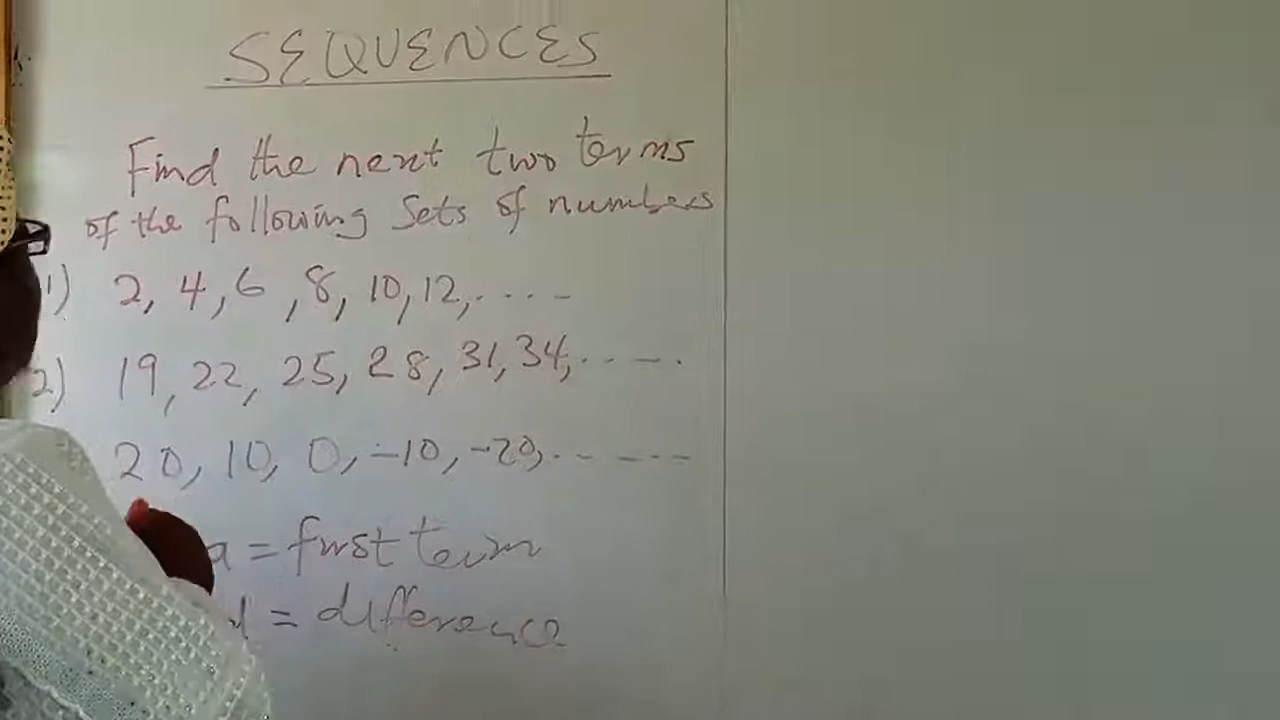 SEQUENCES
Find the next two terms
of the following Sets of numbers
1) 2, 4, 6, 8, 10, 12, . . . .
2) 19, 22, 25, 28, 31, 34, . . . . .
20, 10, 0, -10, -20, . . . . . .
a = first term
d = difference